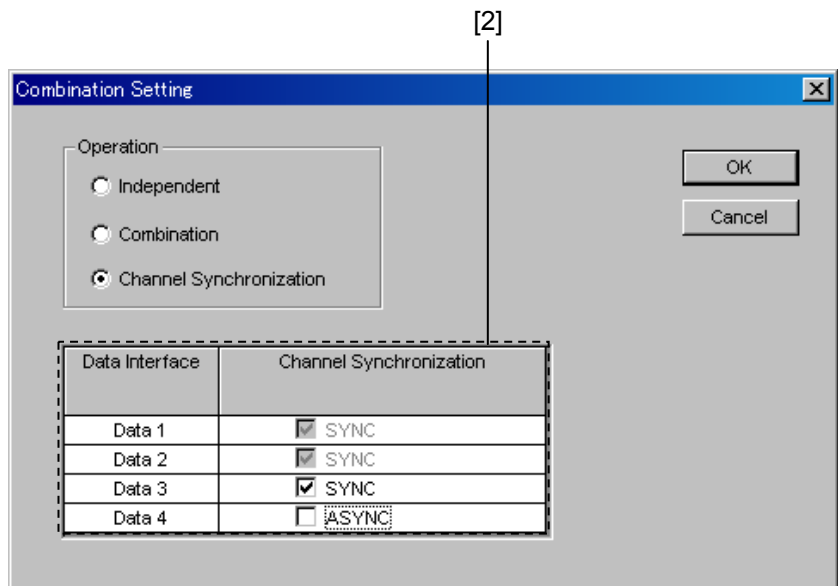 [2]
Combination Setting
Operation
Independent
Combination
Channel Synchronization
OK
Cancel
Data Interface Channel Synchronization
Data 1 SYNC
Data 2 SYNC
Data 3 SYNC
Data 4 ASYNC